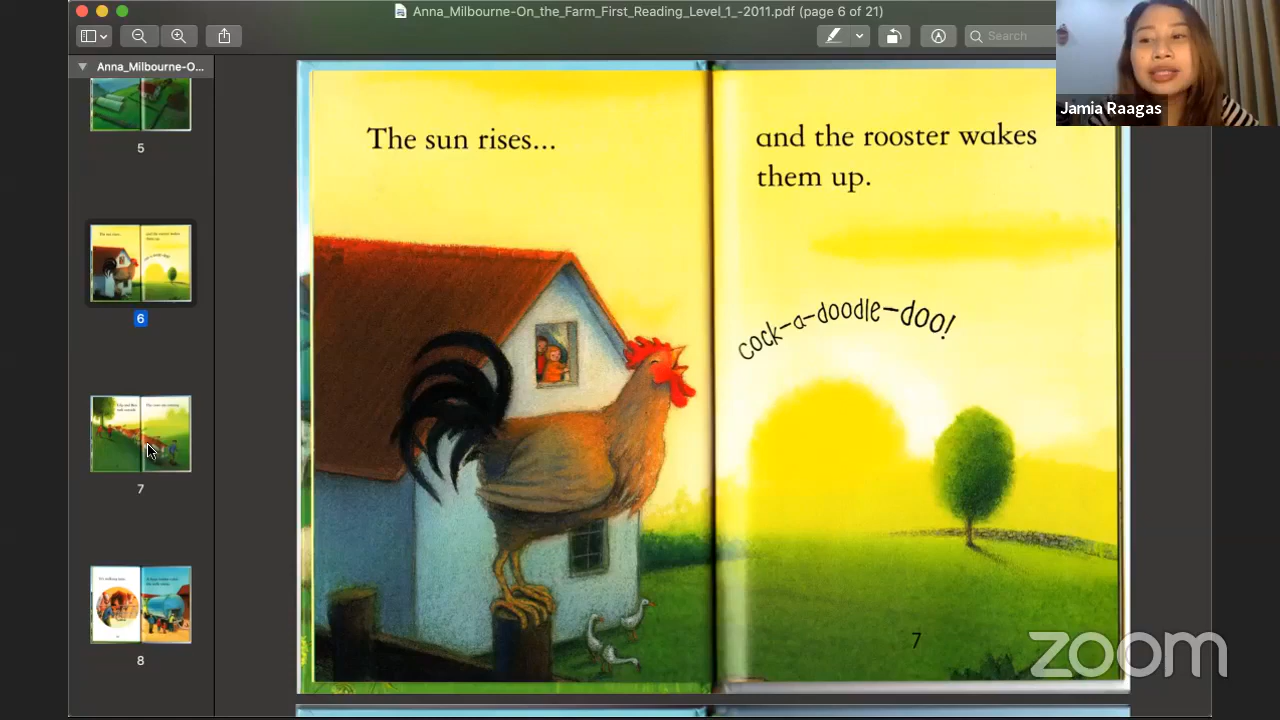 Anna_Milbourne-On_the_Farm_First_Reading_Level_1_-2011.pdf (page 6 of 21)
Search
Anna_Milbourne-O...
Jamia Raagas
5
The sun rises...
and the rooster wakes
them up.
6
cock-a-doodle-doo!
7
8
7
zoom